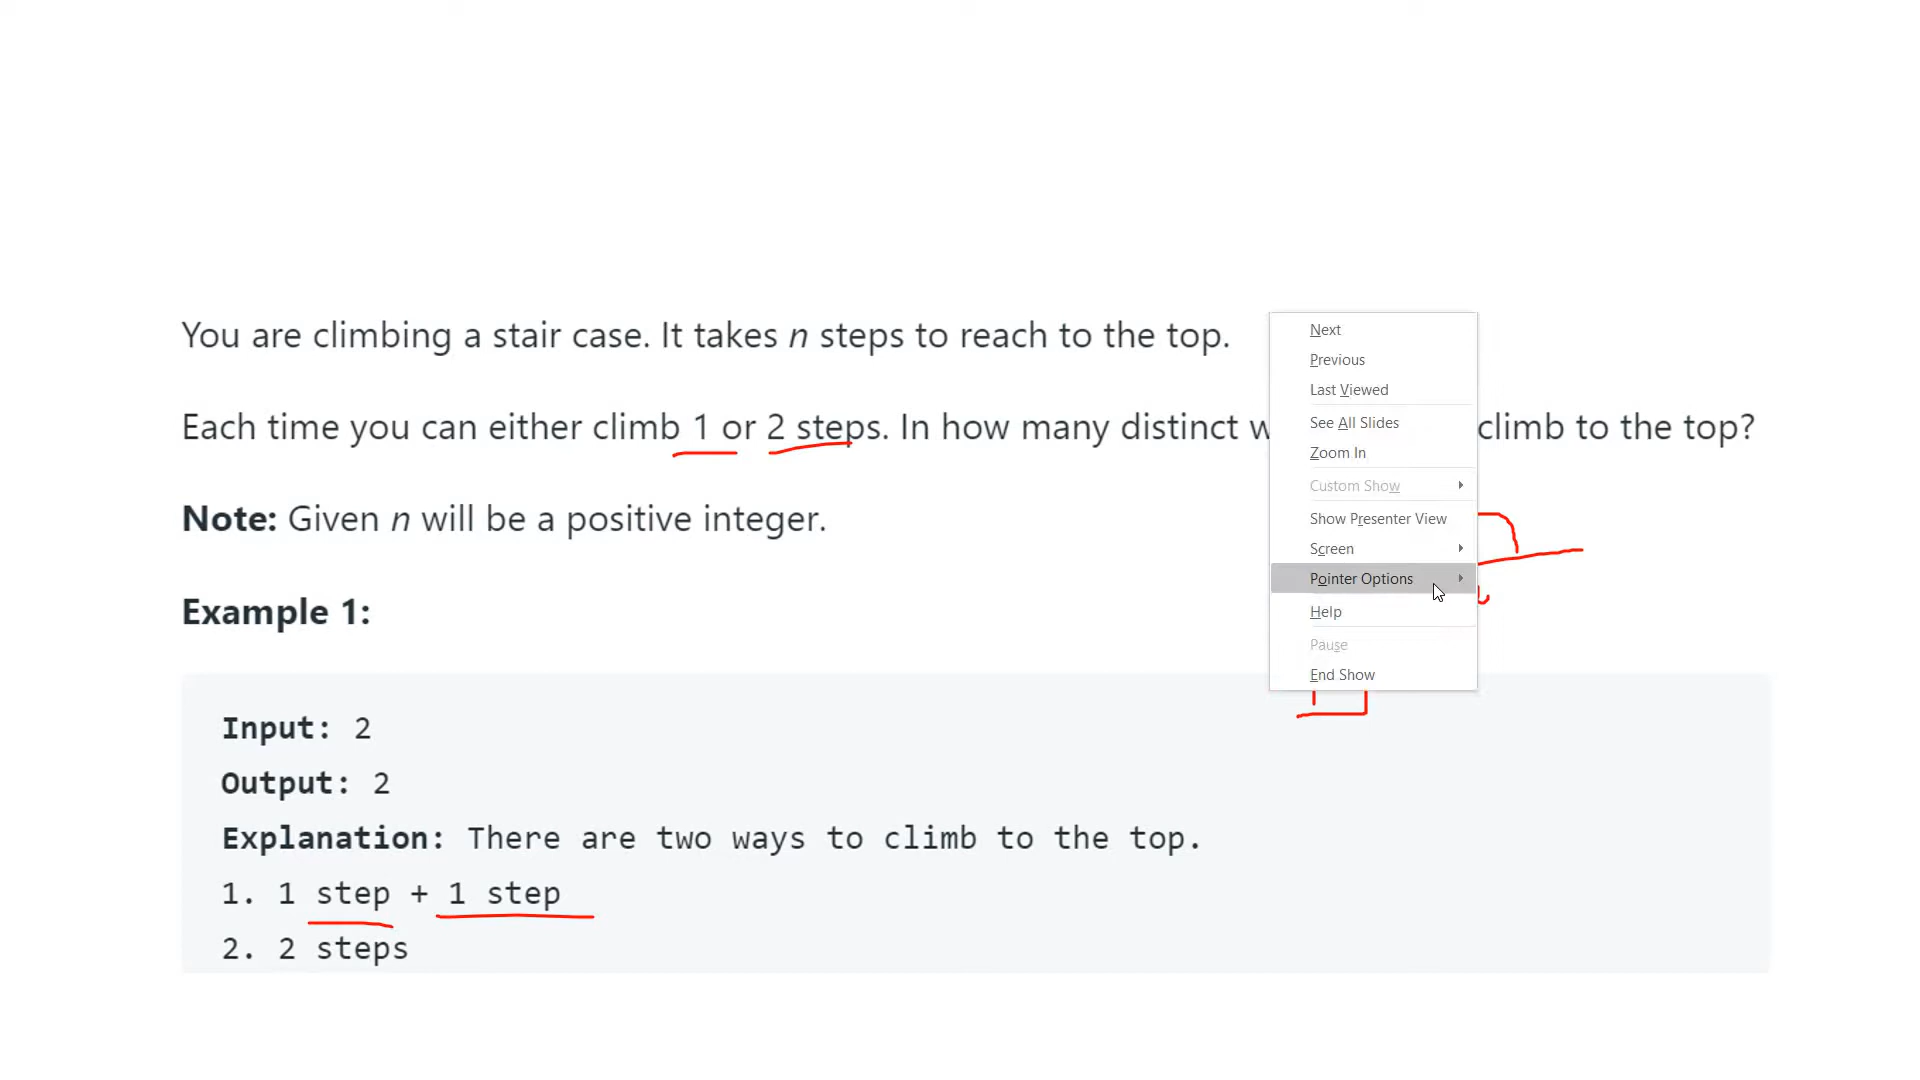 You are climbing a stair case. It takes n steps to reach to the top.
Each time you can either climb 1 or 2 steps. In how many distinct climb to the top?
Note: Given n will be a positive integer.
Example 1:
Input: 2
Output: 2
Explanation: There are two ways to climb to the top.
1. 1 step + 1 step
2. 2 steps
Next
Previous
Last Viewed
See All Slides
Zoom In
Custom Show
Show Presenter View
Screen
Pointer Options
Help
Pause
End Show